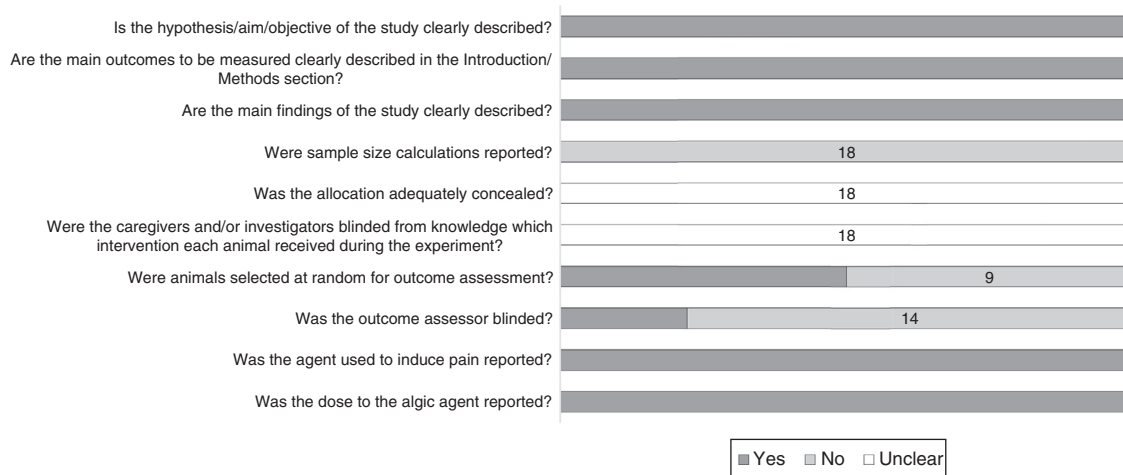 Is the hypothesis/aim/objective of the study clearly described?
Are the main outcomes to be measured clearly described in the Introduction/
Methods section?
Are the main findings of the study clearly described?
Were sample size calculations reported?
18
Was the allocation adequately concealed?
18
Were the caregivers and/or investigators blinded from knowledge which
intervention each animal received during the experiment?
18
Were animals selected at random for outcome assessment?
9
Was the outcome assessor blinded?
14
Was the agent used to induce pain reported?
Was the dose to the algic agent reported?
Yes No Unclear